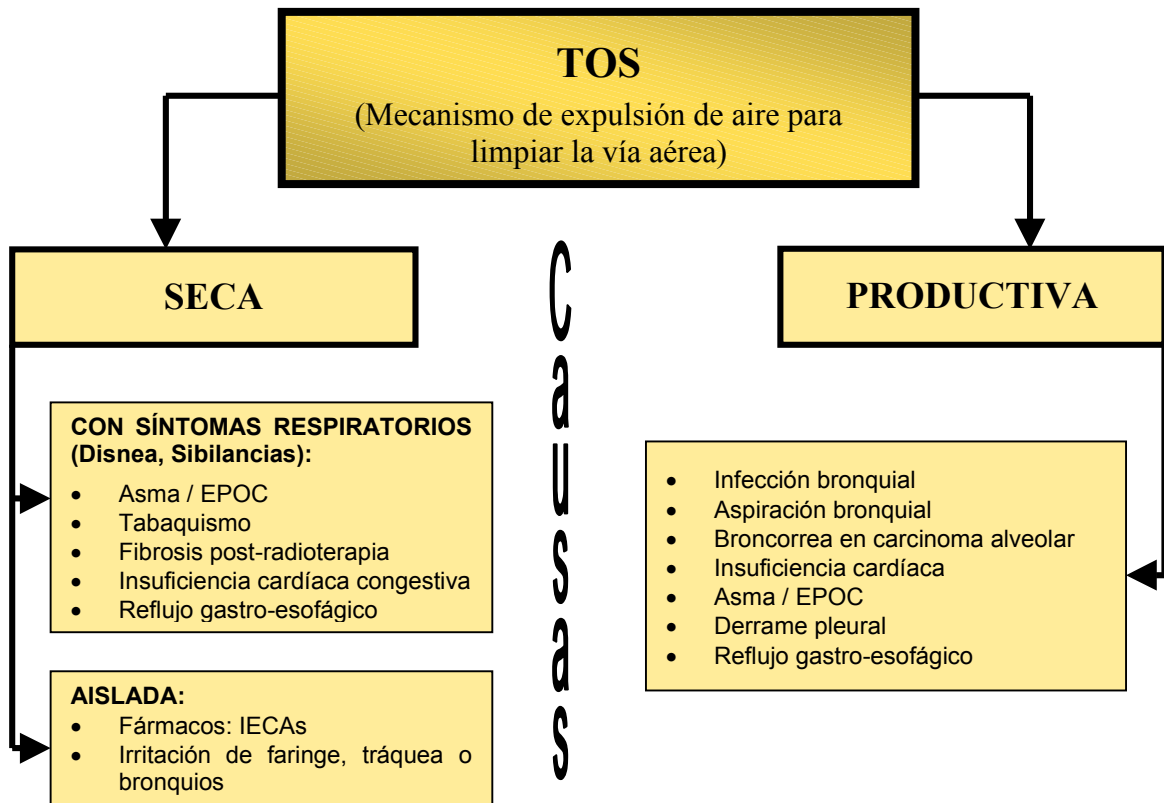 TOS
(Mecanismo de expulsión de aire para
limpiar la vía aérea)
SECA
Causas
PRODUCTIVA
CON SÍNTOMAS RESPIRATORIOS
(Disnea, Sibilancias):
• Asma / EPOC
• Tabaquismo
• Fibrosis post-radioterapia
• Insuficiencia cardíaca congestiva
• Reflujo gastro-esofágico
AISLADA:
• Fármacos: IECAs
• Irritación de faringe, tráquea o
bronquios
• Infección bronquial
• Aspiración bronquial
• Broncorrea en carcinoma alveolar
• Insuficiencia cardíaca
• Asma / EPOC
• Derrame pleural
• Reflujo gastro-esofágico